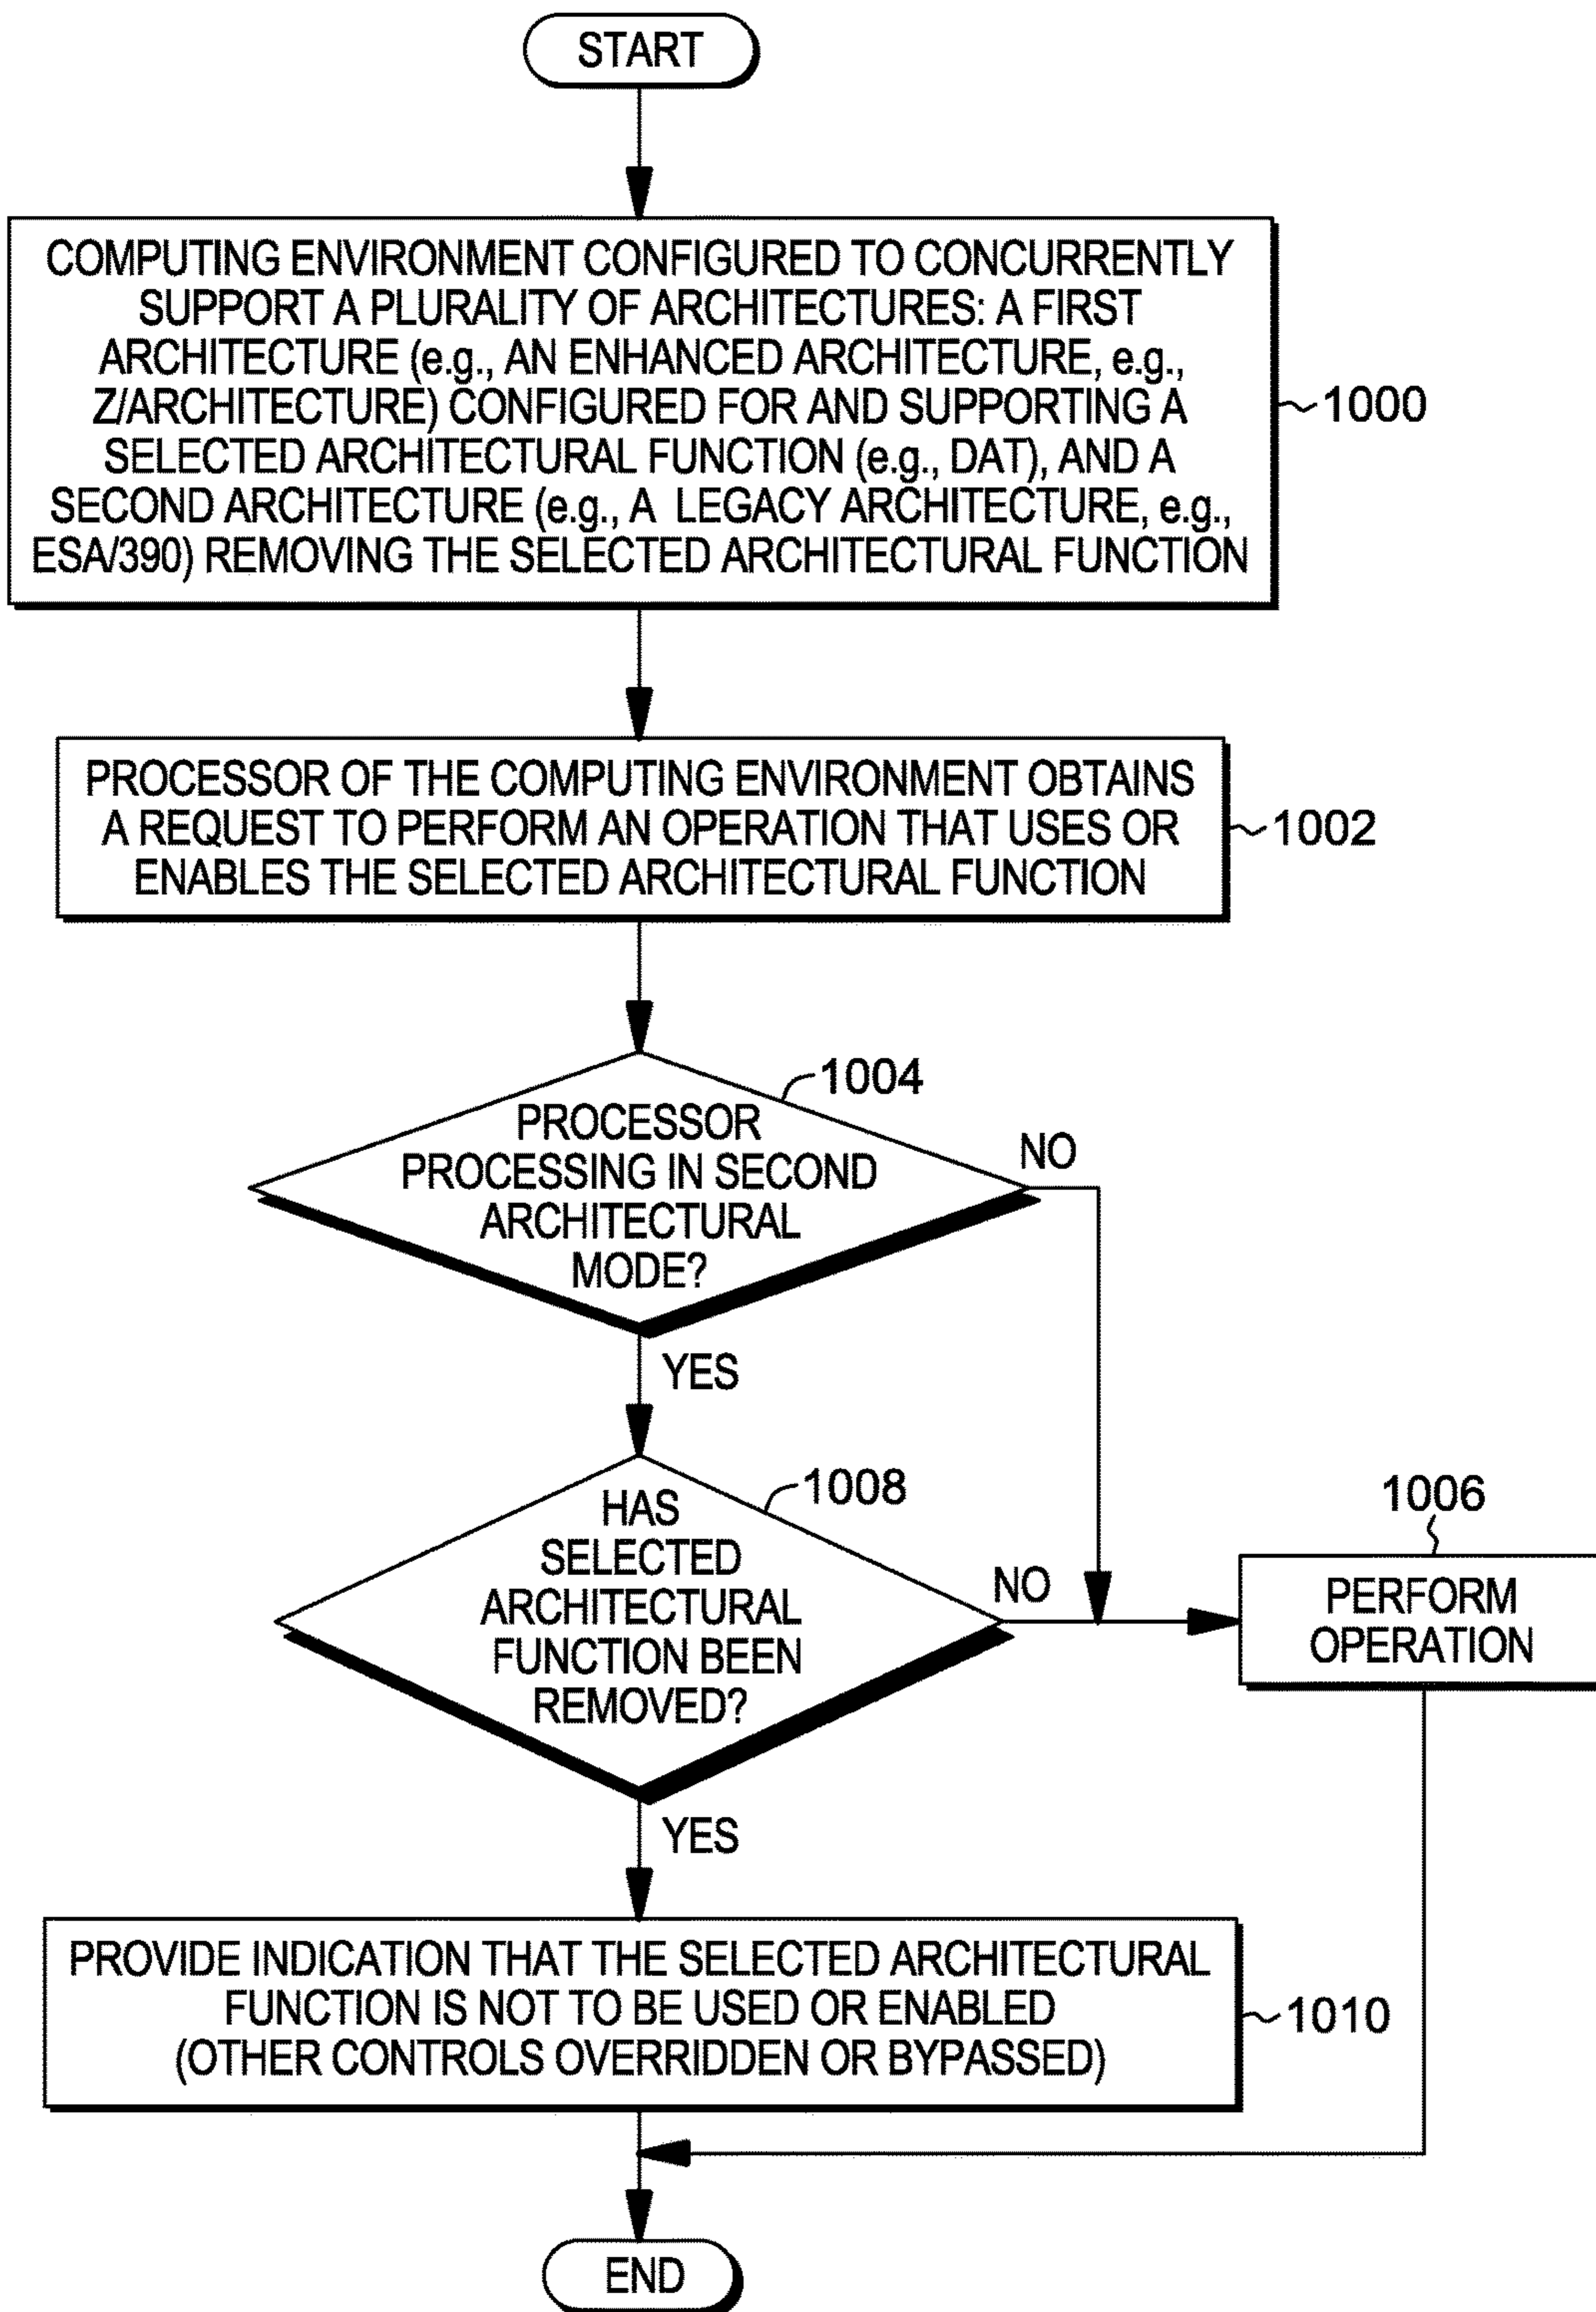 START
COMPUTING ENVIRONMENT CONFIGURED TO CONCURRENTLY
SUPPORT A PLURALITY OF ARCHITECTURES: A FIRST
ARCHITECTURE (e.g., AN ENHANCED ARCHITECTURE, e.g.,
Z/ARCHITECTURE) CONFIGURED FOR AND SUPPORTING A
SELECTED ARCHITECTURAL FUNCTION (e.g., DAT), AND A
SECOND ARCHITECTURE (e.g., A LEGACY ARCHITECTURE, e.g.,
ESA/390) REMOVING THE SELECTED ARCHITECTURAL FUNCTION
1000
PROCESSOR OF THE COMPUTING ENVIRONMENT OBTAINS
A REQUEST TO PERFORM AN OPERATION THAT USES OR
ENABLES THE SELECTED ARCHITECTURAL FUNCTION
1002
1004
PROCESSOR
PROCESSING IN SECOND
ARCHITECTURAL
MODE?
NO
YES
1008
HAS
SELECTED
ARCHITECTURAL
FUNCTION BEEN
REMOVED?
NO
1006
PERFORM
OPERATION
YES
PROVIDE INDICATION THAT THE SELECTED ARCHITECTURAL
FUNCTION IS NOT TO BE USED OR ENABLED
(OTHER CONTROLS OVERRIDDEN OR BYPASSED)
1010
END